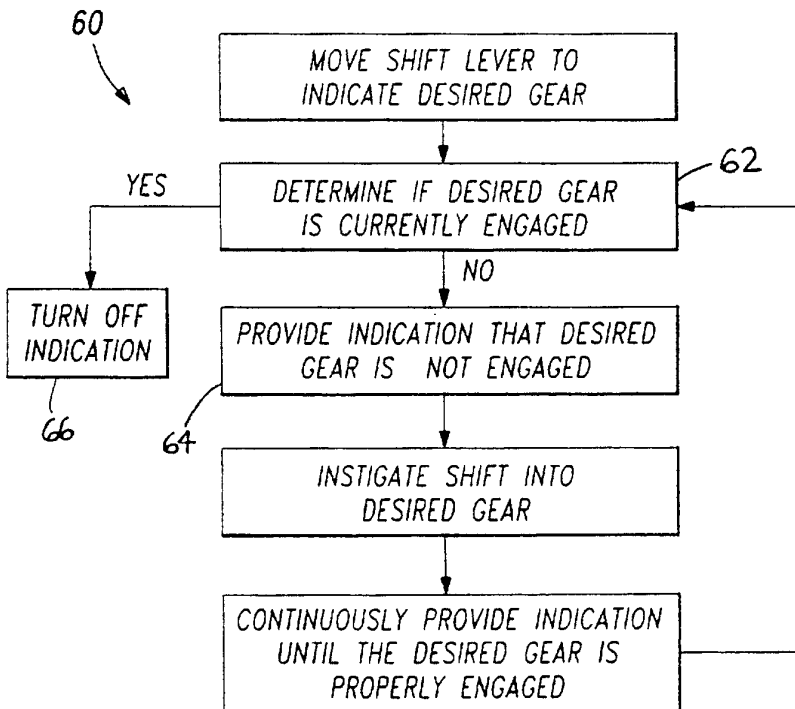 60
MOVE SHIFT LEVER TO
INDICATE DESIRED GEAR
62
YES
DETERMINE IF DESIRED GEAR
IS CURRENTLY ENGAGED
NO
TURN OFF
INDICATION
66
PROVIDE INDICATION THAT DESIRED
GEAR IS NOT ENGAGED
64
INSTIGATE SHIFT INTO
DESIRED GEAR
CONTINUOUSLY PROVIDE INDICATION
UNTIL THE DESIRED GEAR IS
PROPERLY ENGAGED